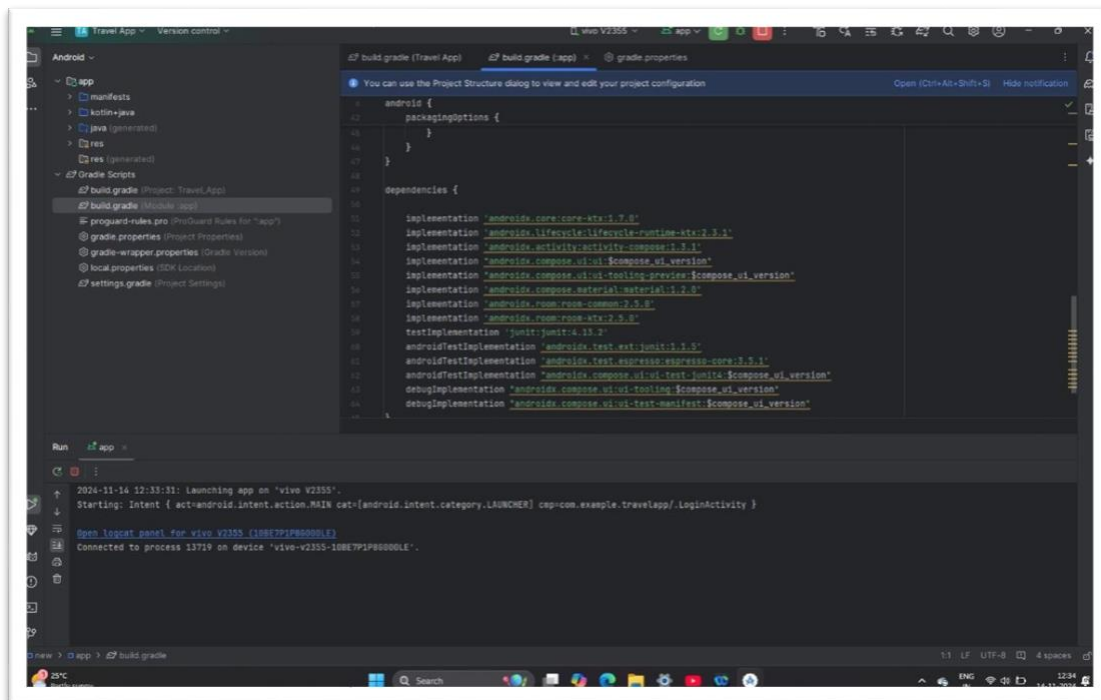 TA Travel App Version control
vivo V2355 app
Android
build.gradle (Travel App) build.gradle (:app) gradle.properties
You can use the Project Structure dialog to view and edit your project configuration Open (Ctrl+Alt+Shift+S) Hide notification
app
manifests
kotlin+java
java (generated)
res
res (generated)
Gradle Scripts
build.gradle (Project: Travel_App)
build.gradle (Module :app)
proguard-rules.pro (ProGuard Rules for ":app")
gradle.properties (Project Properties)
gradle-wrapper.properties (Gradle Version)
local.properties (SDK Location)
settings.gradle (Project Settings)
android {
packagingOptions {
}
}
}
dependencies {
implementation 'androidx.core:core-ktx:1.7.0'
implementation 'androidx.lifecycle:lifecycle-runtime-ktx:2.3.1'
implementation 'androidx.activity:activity-compose:1.3.1'
implementation "androidx.compose.ui:ui:$compose_ui_version"
implementation "androidx.compose.ui:ui-tooling-preview:$compose_ui_version"
implementation 'androidx.compose.material:material:1.2.0'
implementation 'androidx.room:room-common:2.5.0'
implementation 'androidx.room:room-ktx:2.5.0'
testImplementation 'junit:junit:4.13.2'
androidTestImplementation 'androidx.test.ext:junit:1.1.5'
androidTestImplementation 'androidx.test.espresso:espresso-core:3.5.1'
androidTestImplementation "androidx.compose.ui:ui-test-junit4:$compose_ui_version"
debugImplementation "androidx.compose.ui:ui-tooling:$compose_ui_version"
debugImplementation "androidx.compose.ui:ui-test-manifest:$compose_ui_version"
}
Run app
2024-11-14 12:33:31: Launching app on 'vivo V2355'.
Starting: Intent { act=android.intent.action.MAIN cat=[android.intent.category.LAUNCHER] cmp=com.example.travelapp/.LoginActivity }
Open logcat panel for vivo V2355 (10BE7P1P8G000LE)
Connected to process 13719 on device 'vivo-v2355-10BE7P1P8G000LE'.
new > app > build.gradle 1:1 LF UTF-8 4 spaces
25°C
Partly sunny
Search
ENG
IN
12:34
14-11-2024